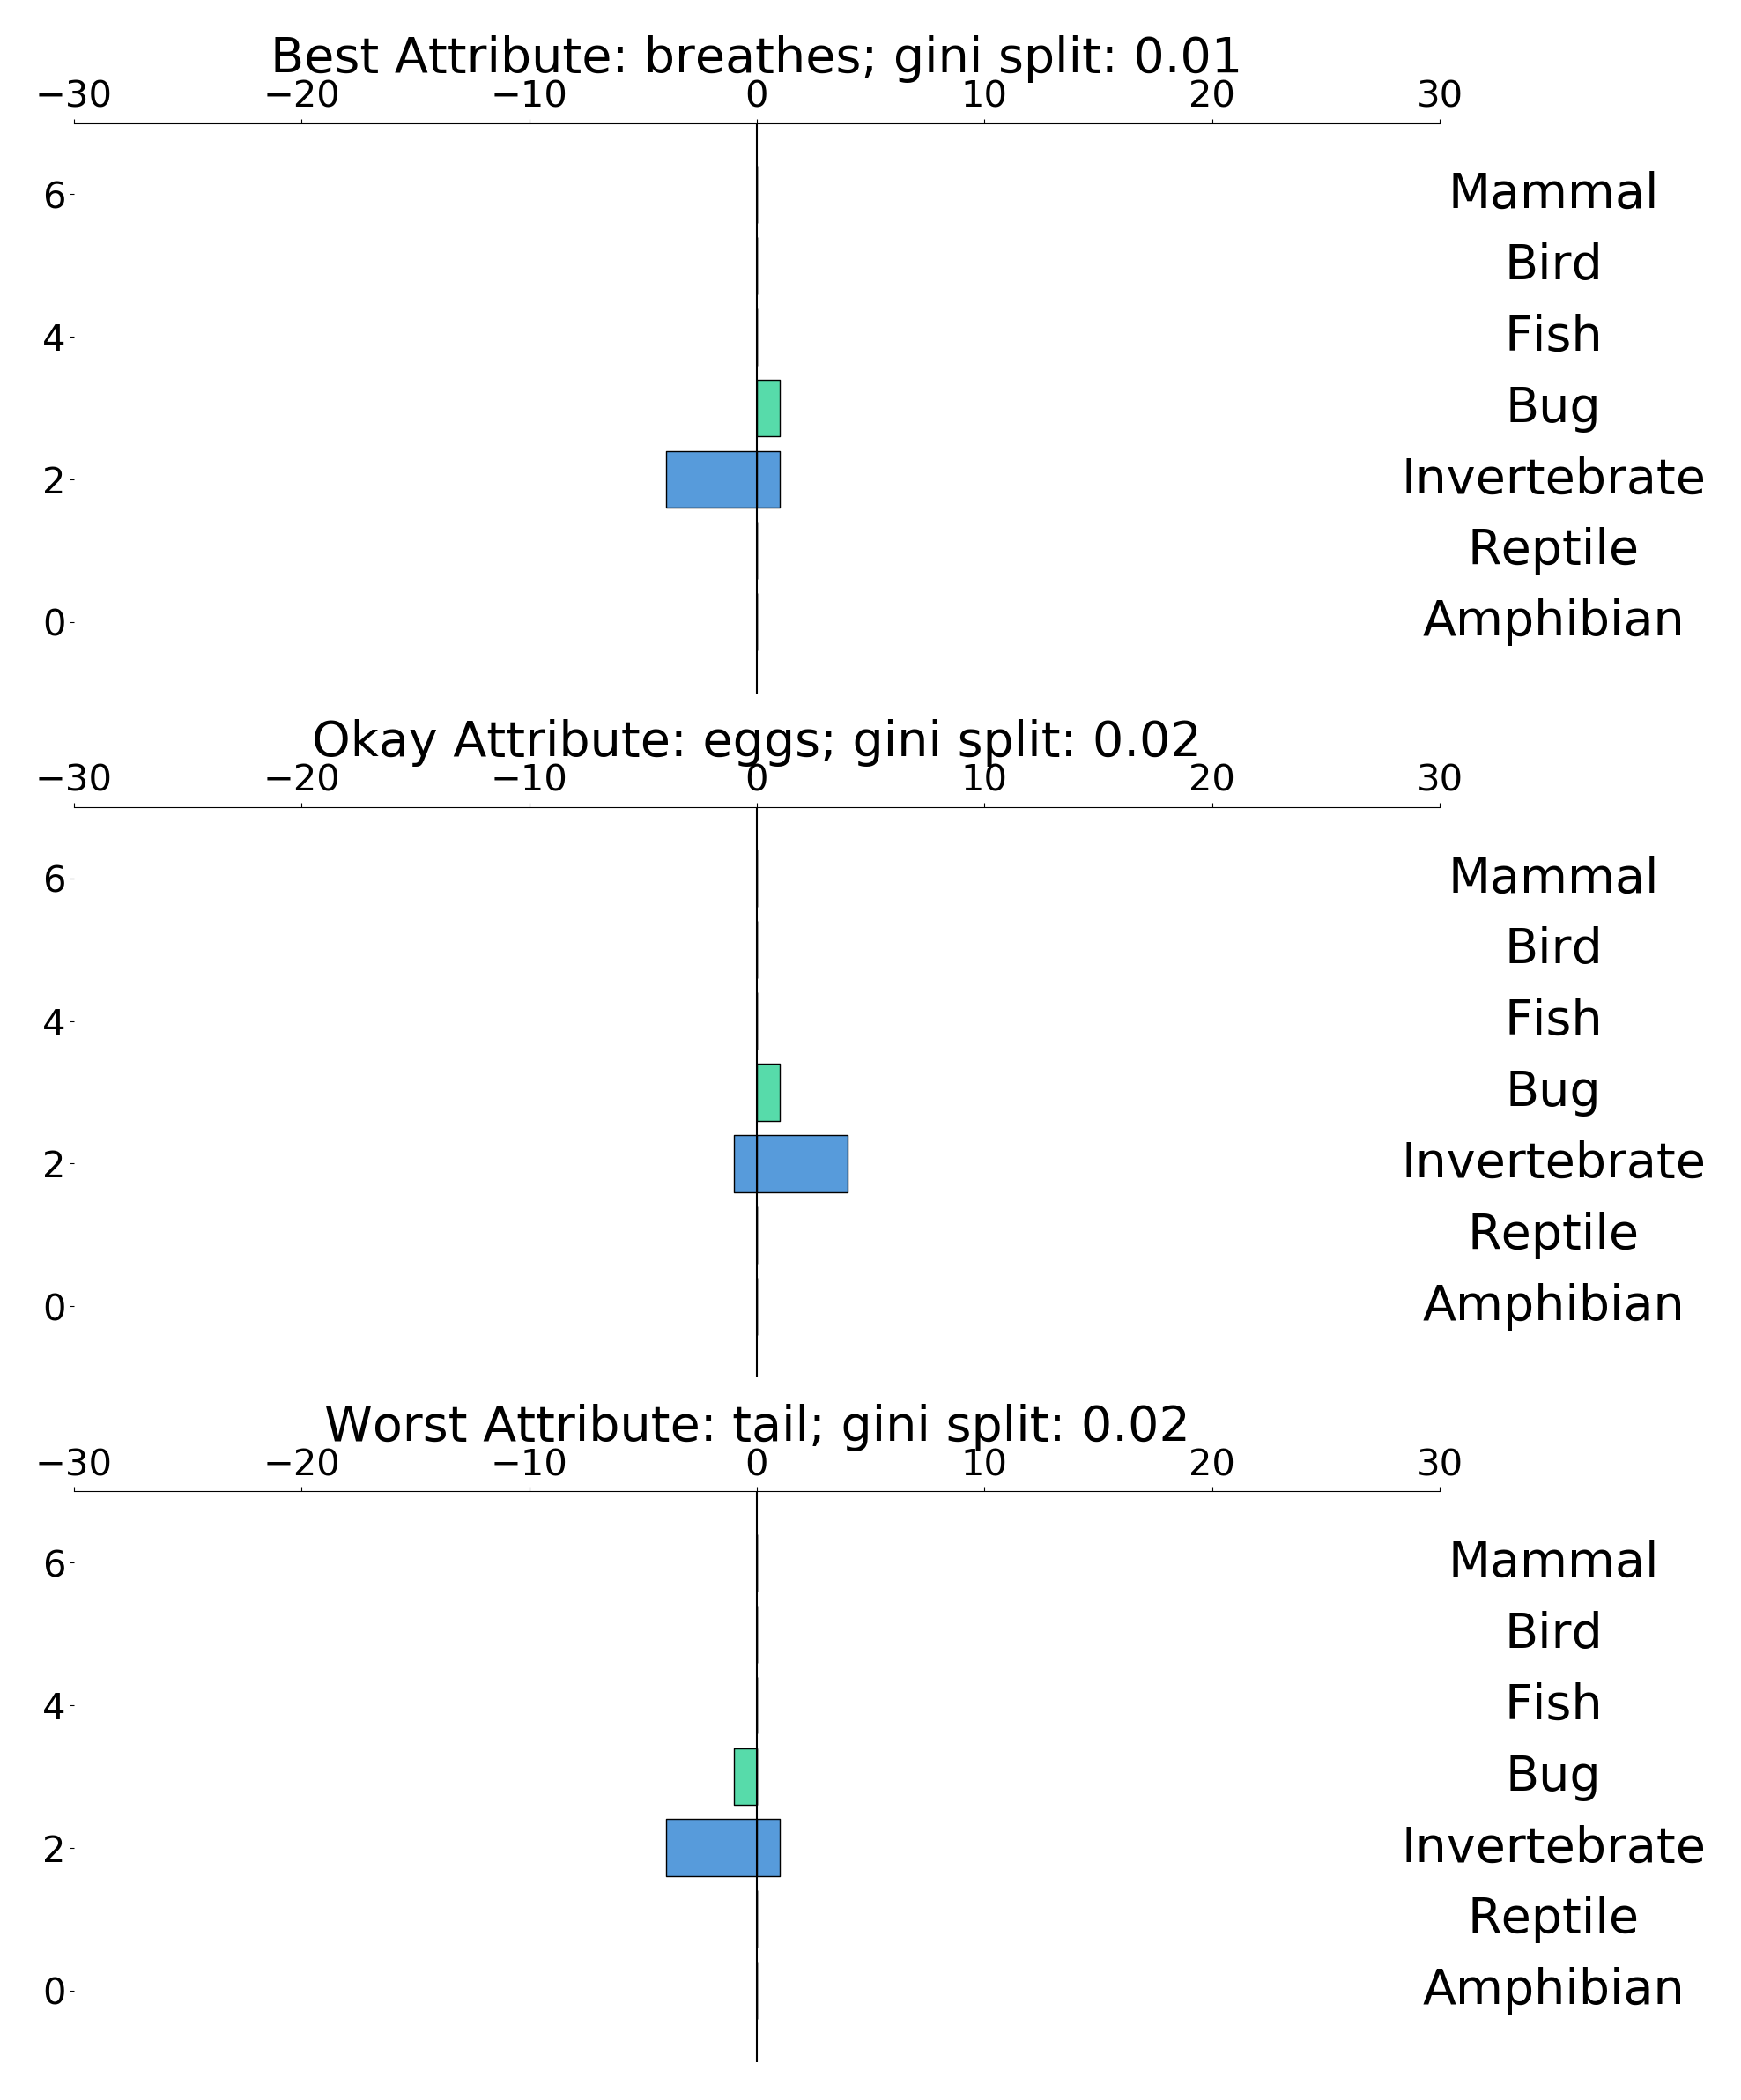 Best Attribute: breathes; gini split: 0.01
−30 −20 −10 0 10 20 30
6 Mammal
Bird
4 Fish
Bug
2 Invertebrate
Reptile
0 Amphibian
Okay Attribute: eggs; gini split: 0.02
−30 −20 −10 0 10 20 30
6 Mammal
Bird
4 Fish
Bug
2 Invertebrate
Reptile
0 Amphibian
Worst Attribute: tail; gini split: 0.02
−30 −20 −10 0 10 20 30
6 Mammal
Bird
4 Fish
Bug
2 Invertebrate
Reptile
0 Amphibian